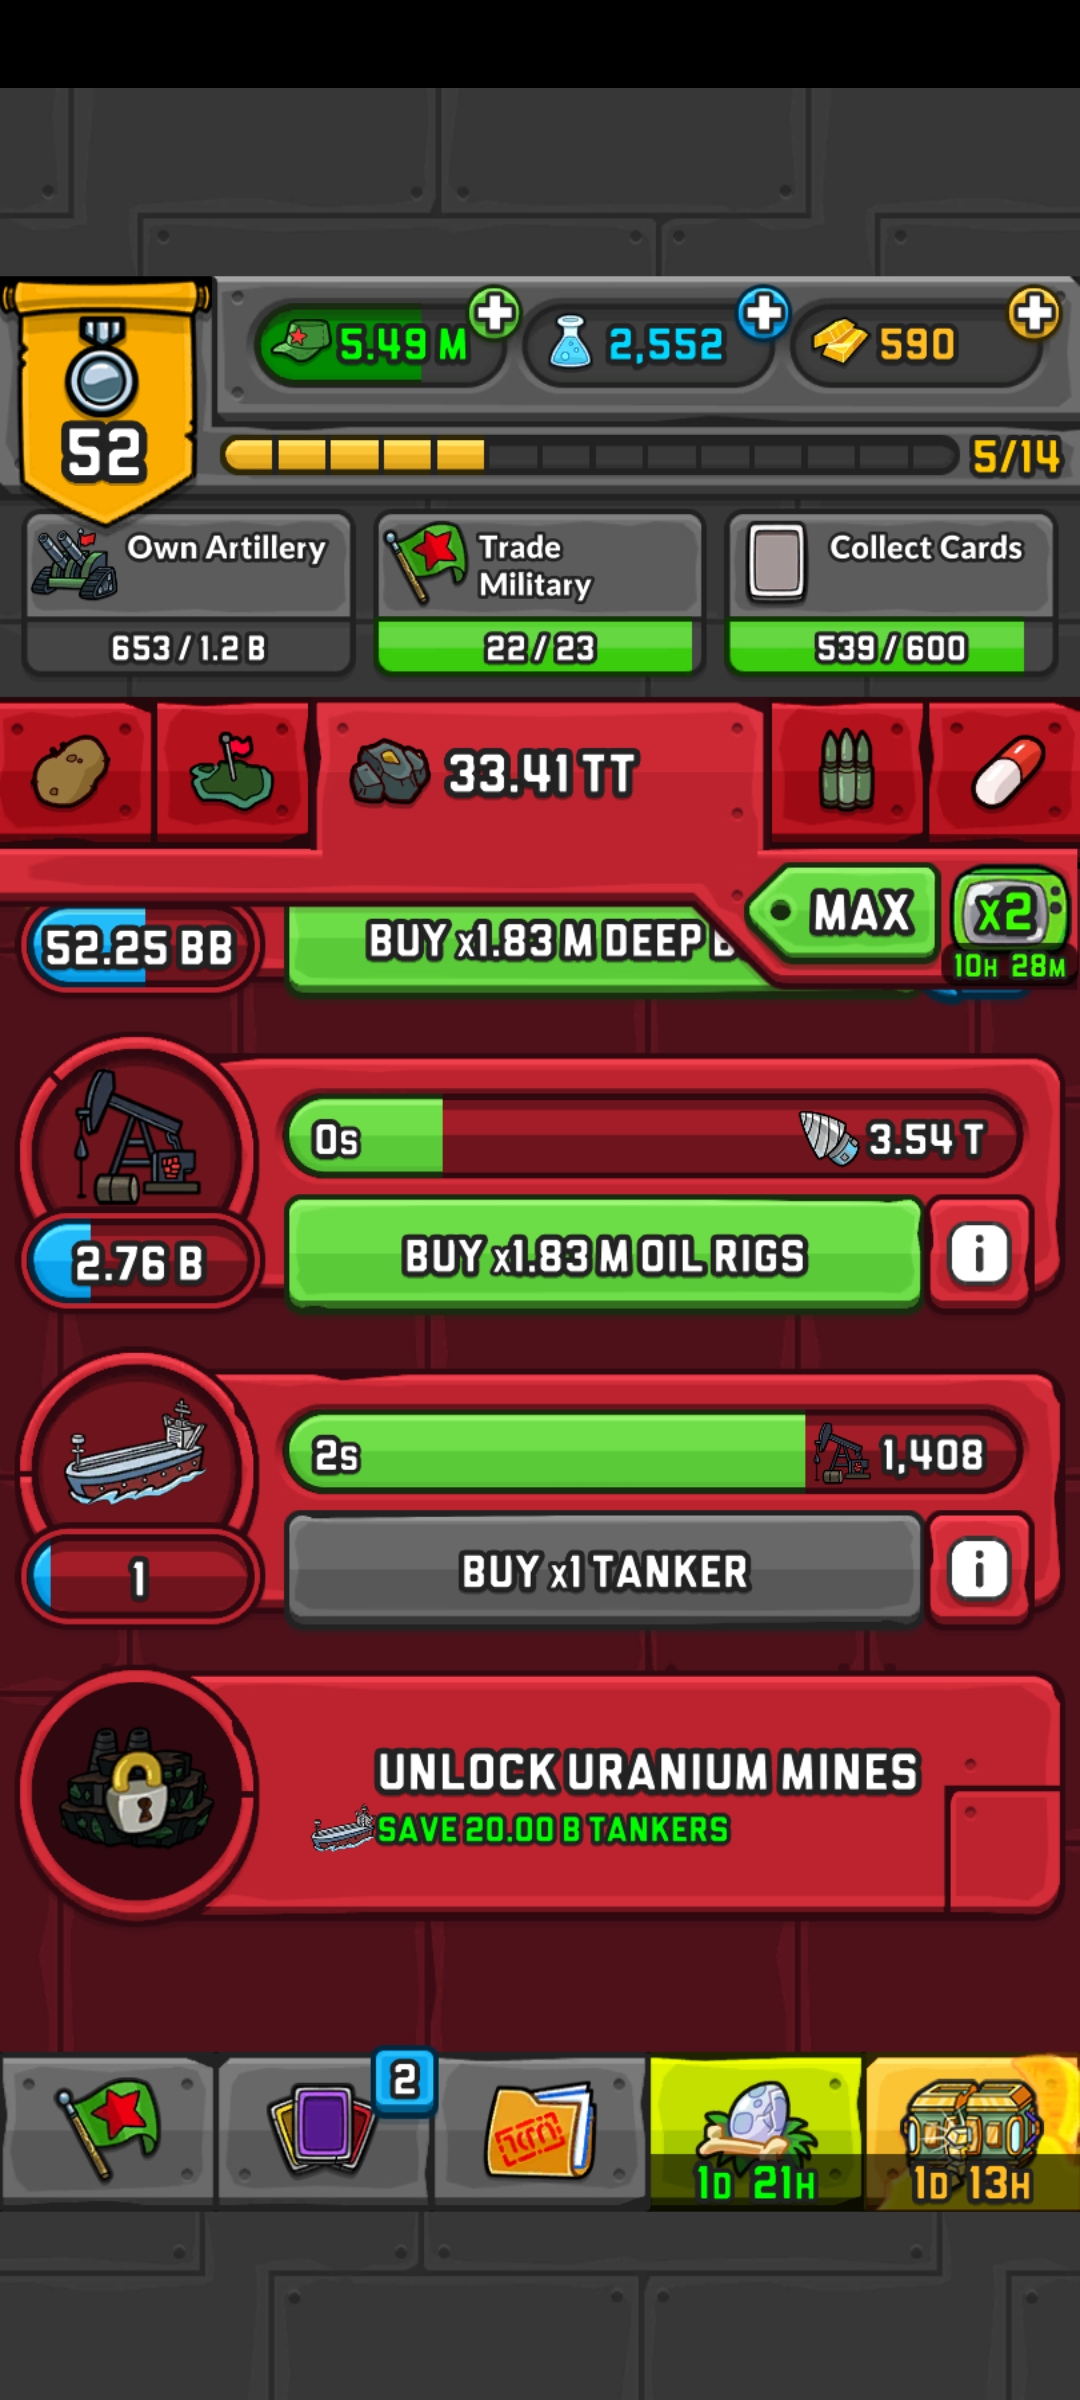 5.49 M
2,552
590
52
5/14
Own Artillery
653 / 1.2 B
Trade
Military
22 / 23
Collect Cards
539 / 600
33.41 TT
MAX
x2
10H 28M
52.25 BB
BUY x1.83 M DEEP
0s
3.54 T
2.76 B
BUY x1.83 M OIL RIGS
i
2s
1,408
1
BUY x1 TANKER
i
UNLOCK URANIUM MINES
SAVE 20.00 B TANKERS
2
1D 21H
1D 13H